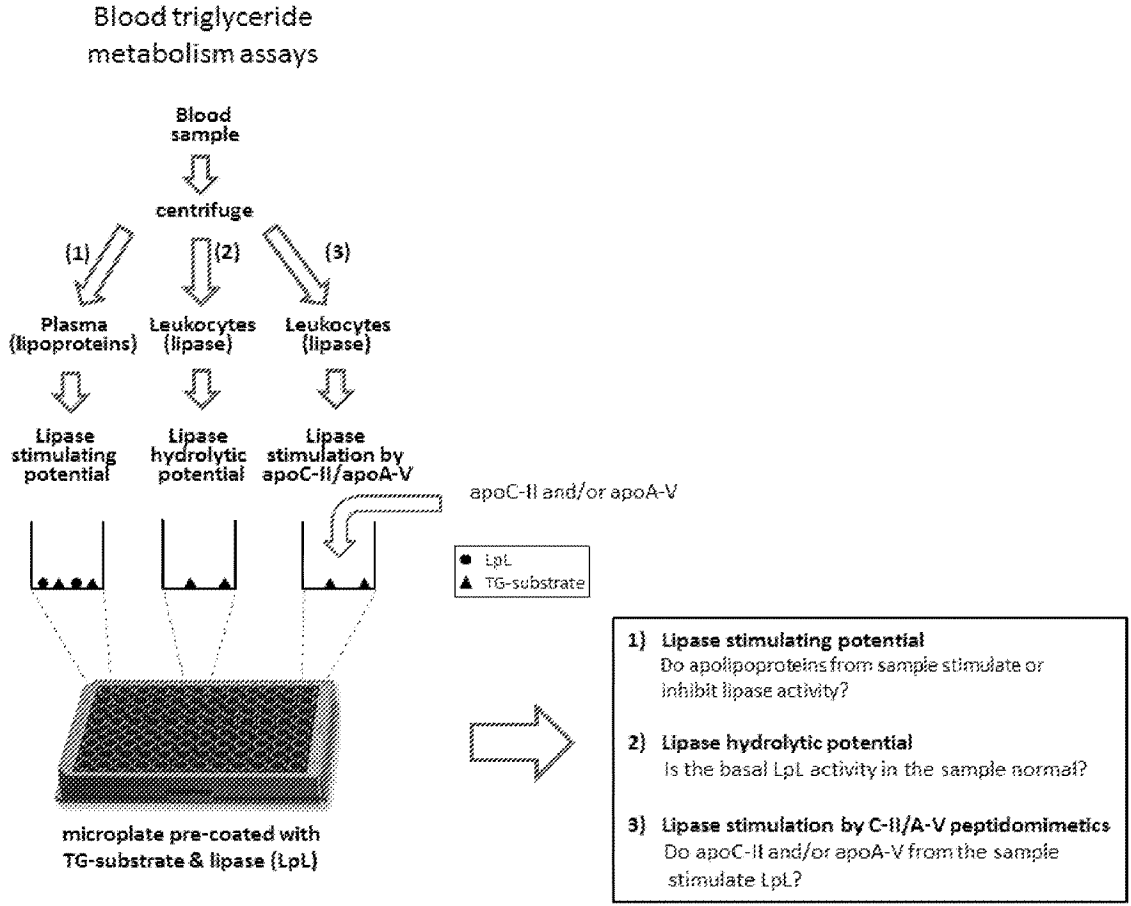 Blood triglyceride
metabolism assays
Blood
sample
centrifuge
(1)
(2)
(3)
Plasma
(lipoproteins)
Leukocytes
(lipase)
Leukocytes
(lipase)
Lipase
stimulating
potential
Lipase
hydrolytic
potential
Lipase
stimulation by
apoC-II/apoA-V
apoC-II and/or apoA-V
LpL
TG-substrate
microplate pre-coated with
TG-substrate & lipase (LpL)
1) Lipase stimulating potential
Do apolipoproteins from sample stimulate or
inhibit lipase activity?
2) Lipase hydrolytic potential
Is the basal LpL activity in the sample normal?
3) Lipase stimulation by C-II/A-V peptidomimetics
Do apoC-II and/or apoA-V from the sample
stimulate LpL?